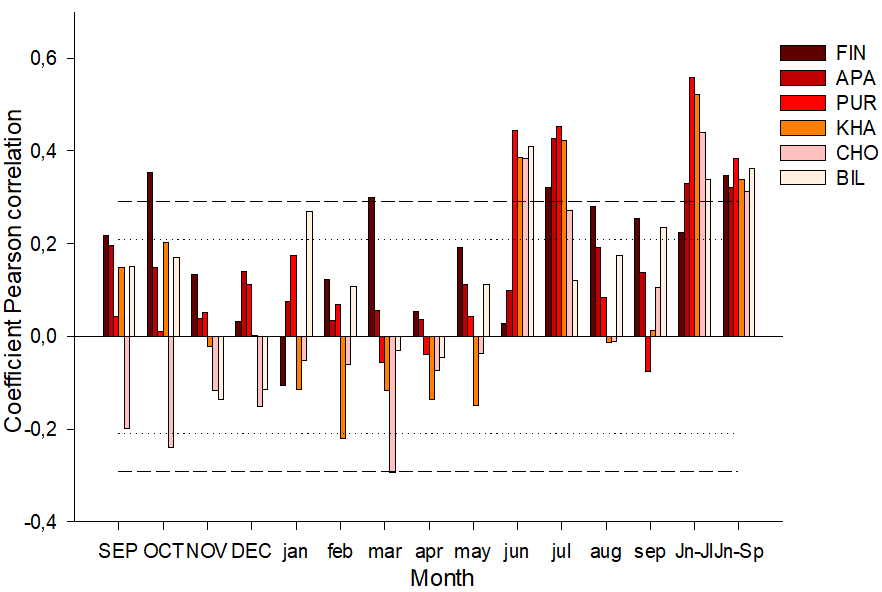 Coefficient Pearson correlation
0,6
0,4
0,2
0,0
-0,2
-0,4
SEP OCT NOV DEC jan feb mar apr may jun jul aug sep Jn-Jl Jn-Sp
Month
FIN
APA
PUR
KHA
CHO
BIL